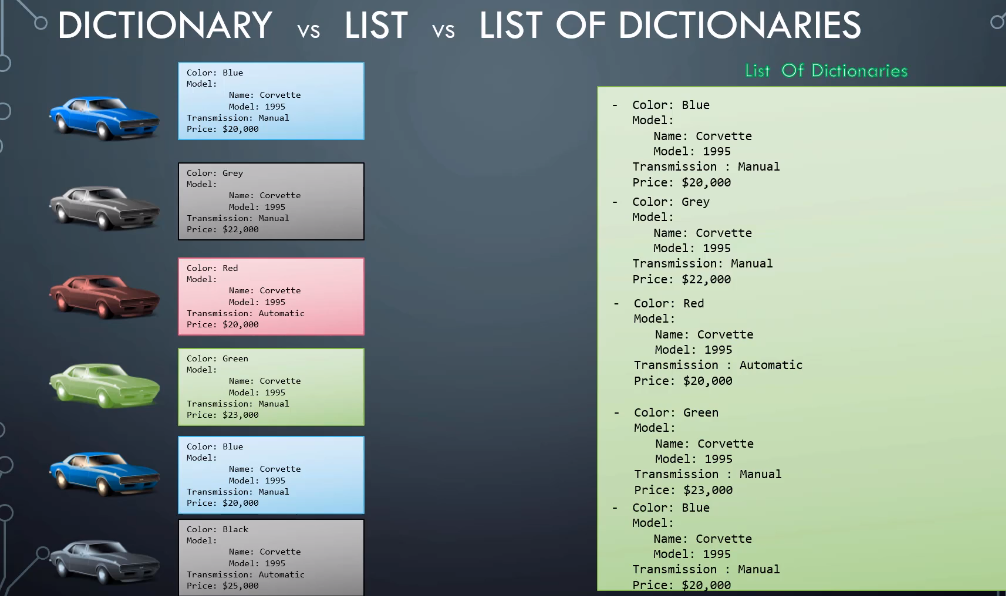 DICTIONARY vs LIST vs LIST OF DICTIONARIES
Color: Blue
Model:
Name: Corvette
Model: 1995
Transmission: Manual
Price: $20,000
Color: Grey
Model:
Name: Corvette
Model: 1995
Transmission: Manual
Price: $22,000
Color: Red
Model:
Name: Corvette
Model: 1995
Transmission: Automatic
Price: $20,000
Color: Green
Model:
Name: Corvette
Model: 1995
Transmission: Manual
Price: $23,000
Color: Blue
Model:
Name: Corvette
Model: 1995
Transmission: Manual
Price: $20,000
Color: Black
Model:
Name: Corvette
Model: 1995
Transmission: Automatic
Price: $25,000
List Of Dictionaries
- Color: Blue
Model:
Name: Corvette
Model: 1995
Transmission : Manual
Price: $20,000
- Color: Grey
Model:
Name: Corvette
Model: 1995
Transmission: Manual
Price: $22,000
- Color: Red
Model:
Name: Corvette
Model: 1995
Transmission : Automatic
Price: $20,000
- Color: Green
Model:
Name: Corvette
Model: 1995
Transmission : Manual
Price: $23,000
- Color: Blue
Model:
Name: Corvette
Model: 1995
Transmission : Manual
Price: $20,000